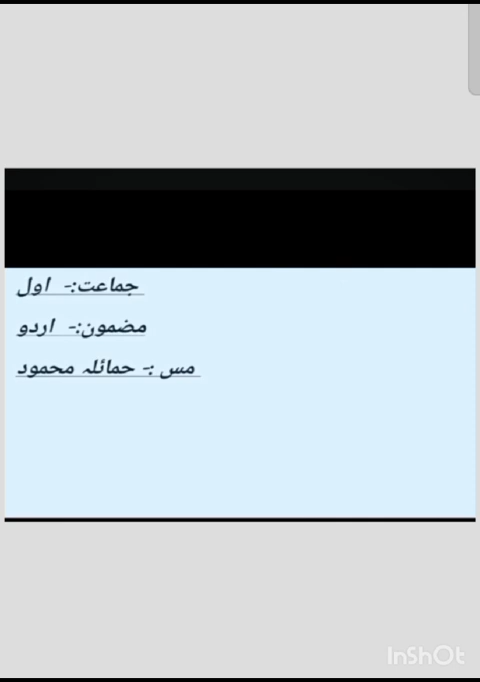 جماعت:- اول
مضمون:- اردو
مس :- حمائلہ محمود
InShOt